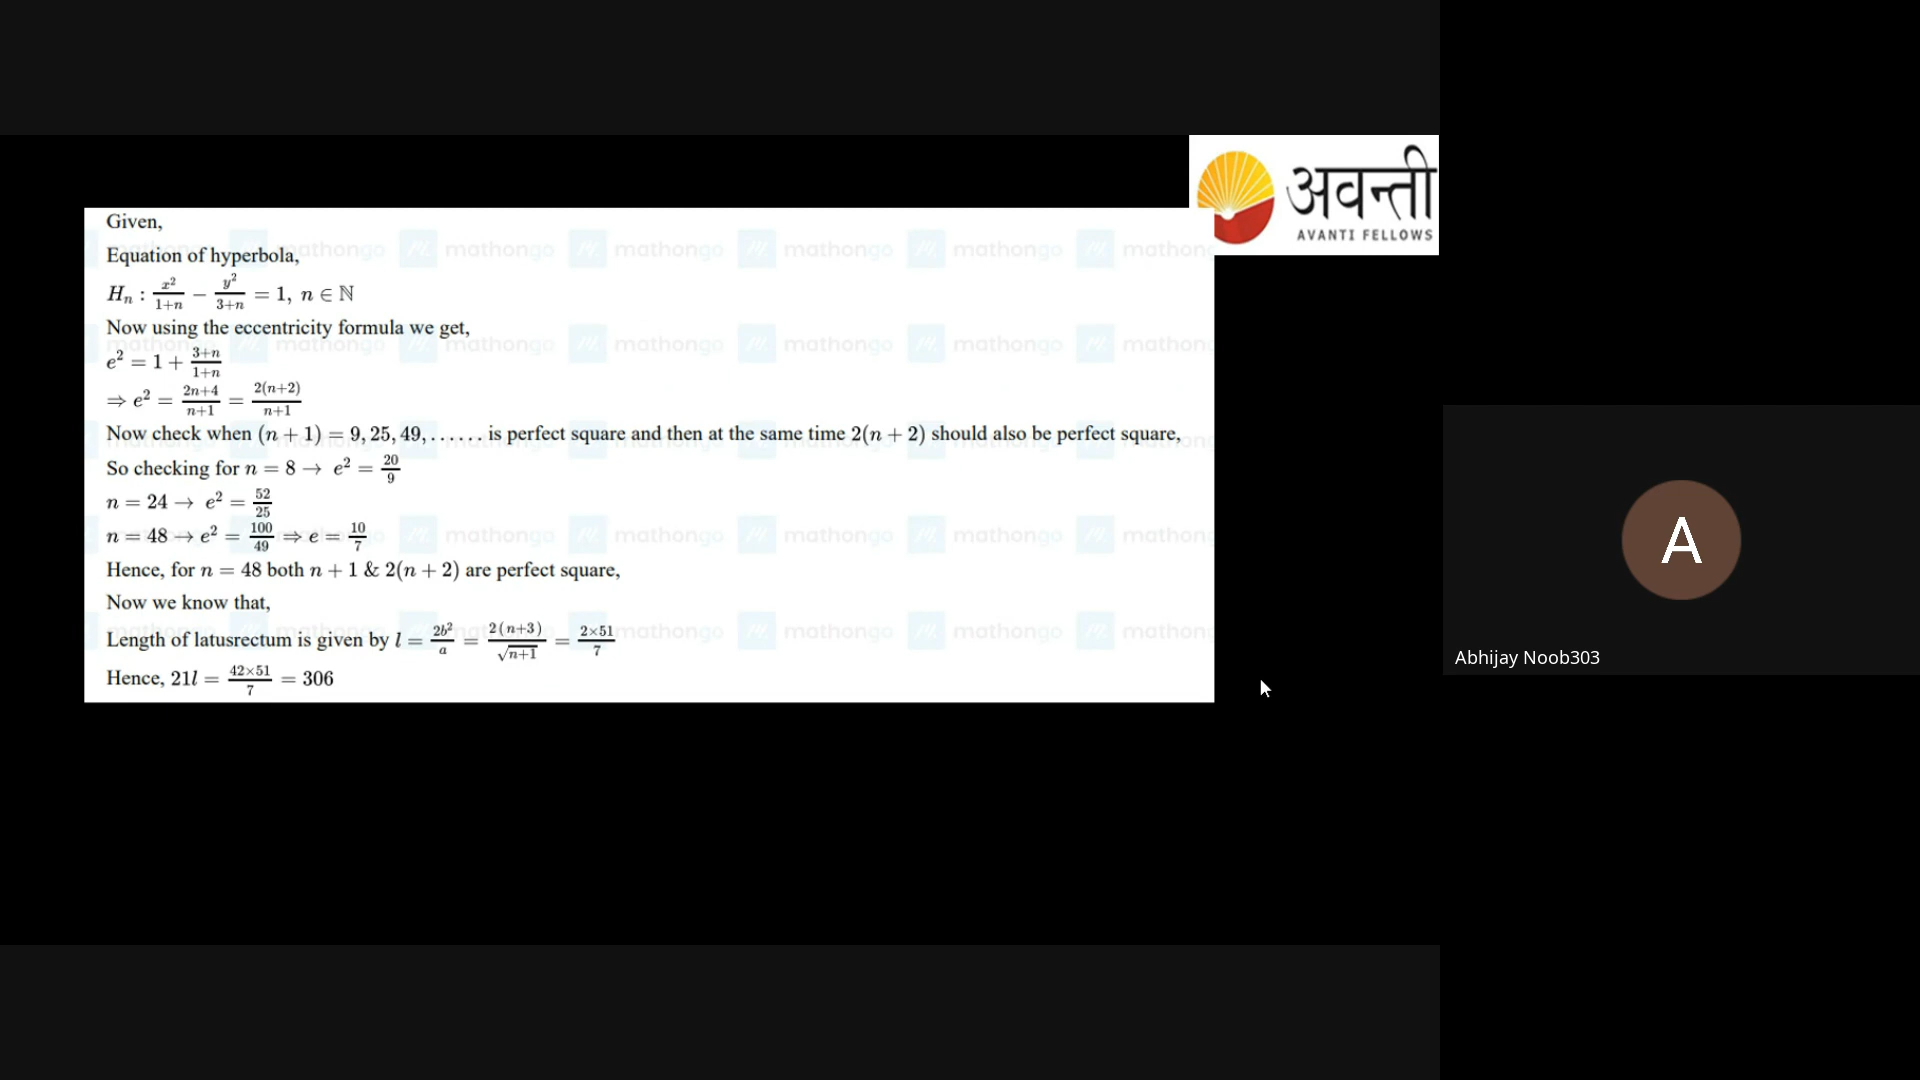 अवन्ती
AVANTI FELLOWS
Given,
Equation of hyperbola,
Hₙ : x²/(1+n) − y²/(3+n) = 1, n ∈ ℕ
Now using the eccentricity formula we get,
e² = 1 + (3+n)/(1+n)
⇒ e² = (2n+4)/(n+1) = 2(n+2)/(n+1)
Now check when (n + 1) = 9, 25, 49, . . . . . . is perfect square and then at the same time 2(n + 2) should also be perfect square,
So checking for n = 8 → e² = 20/9
n = 24 → e² = 52/25
n = 48 → e² = 100/49 ⇒ e = 10/7
Hence, for n = 48 both n + 1 & 2(n + 2) are perfect square,
Now we know that,
Length of latusrectum is given by l = 2b²/a = 2(n+3)/√(n+1) = 2×51/7
Hence, 21l = 42×51/7 = 306
Abhijay Noob303
A